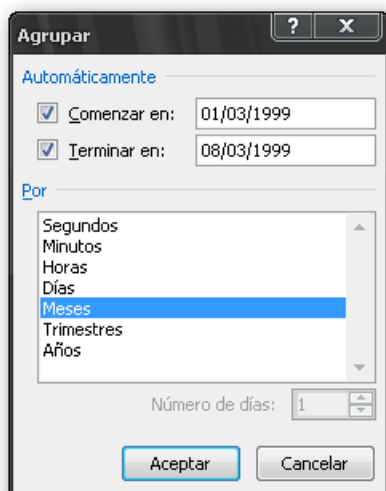 Agrupar
Automáticamente
Comenzar en: 01/03/1999
Terminar en: 08/03/1999
Por
Segundos
Minutos
Horas
Días
Meses
Trimestres
Años
Número de días: 1
Aceptar Cancelar